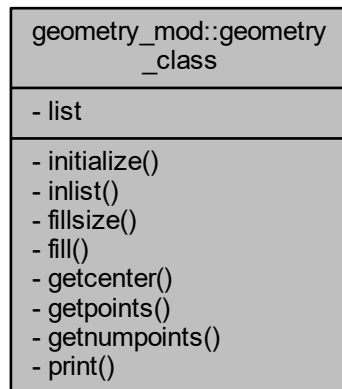 geometry_mod::geometry
_class
- list
- initialize()
- inlist()
- fillsize()
- fill()
- getcenter()
- getpoints()
- getnumpoints()
- print()